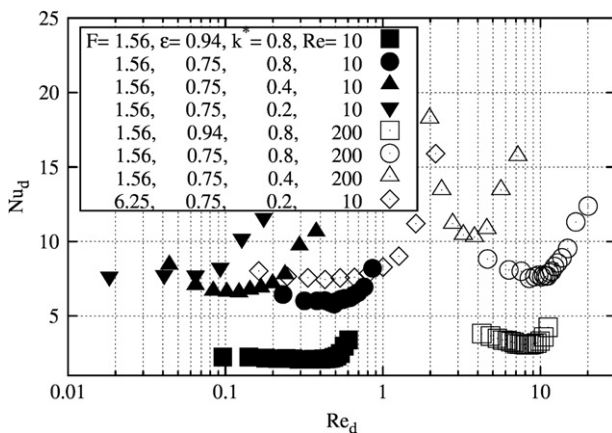 25
20
15
10
5
Nu_d
F= 1.56, ε= 0.94, k* = 0.8, Re= 10
1.56, 0.75, 0.8, 10
1.56, 0.75, 0.4, 10
1.56, 0.75, 0.2, 10
1.56, 0.94, 0.8, 200
1.56, 0.75, 0.8, 200
1.56, 0.75, 0.4, 200
6.25, 0.75, 0.2, 10
0.01 0.1 1 10
Re_d